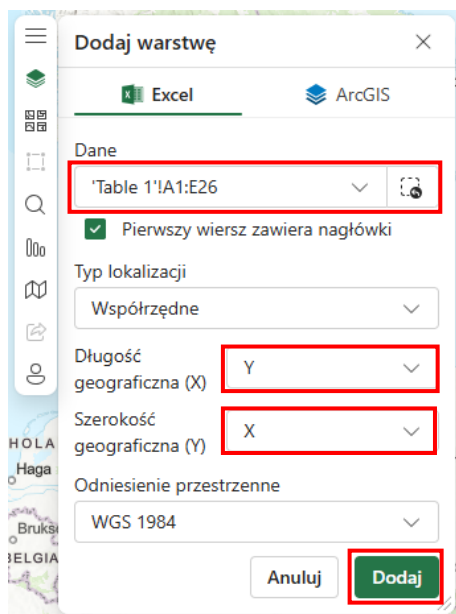 Dodaj warstwę
Excel
ArcGIS
Dane
'Table 1'!A1:E26
Pierwszy wiersz zawiera nagłówki
Typ lokalizacji
Współrzędne
Długość
geograficzna (X)
Y
Szerokość
geograficzna (Y)
X
Odniesienie przestrzenne
WGS 1984
Anuluj
Dodaj
HOLA
Haga
Bruks
BELGIA